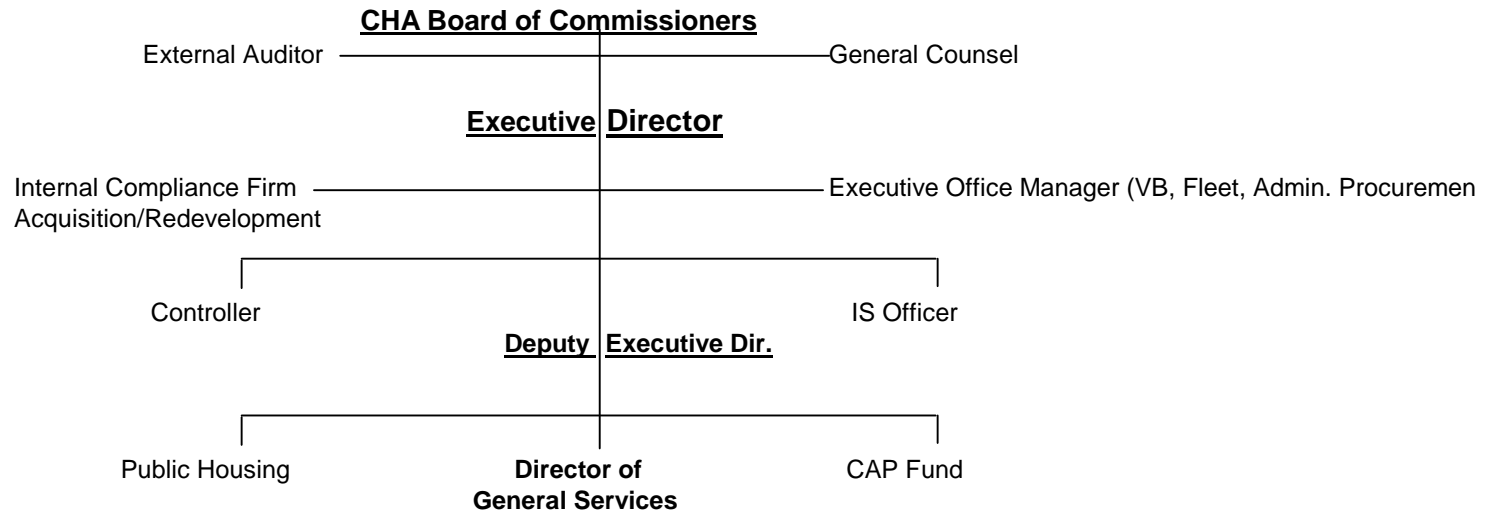 CHA Board of Commissioners
External Auditor General Counsel
Executive Director
Internal Compliance Firm Executive Office Manager (VB, Fleet, Admin. Procuremen
Acquisition/Redevelopment
Controller IS Officer
Deputy Executive Dir.
Public Housing Director of CAP Fund
General Services